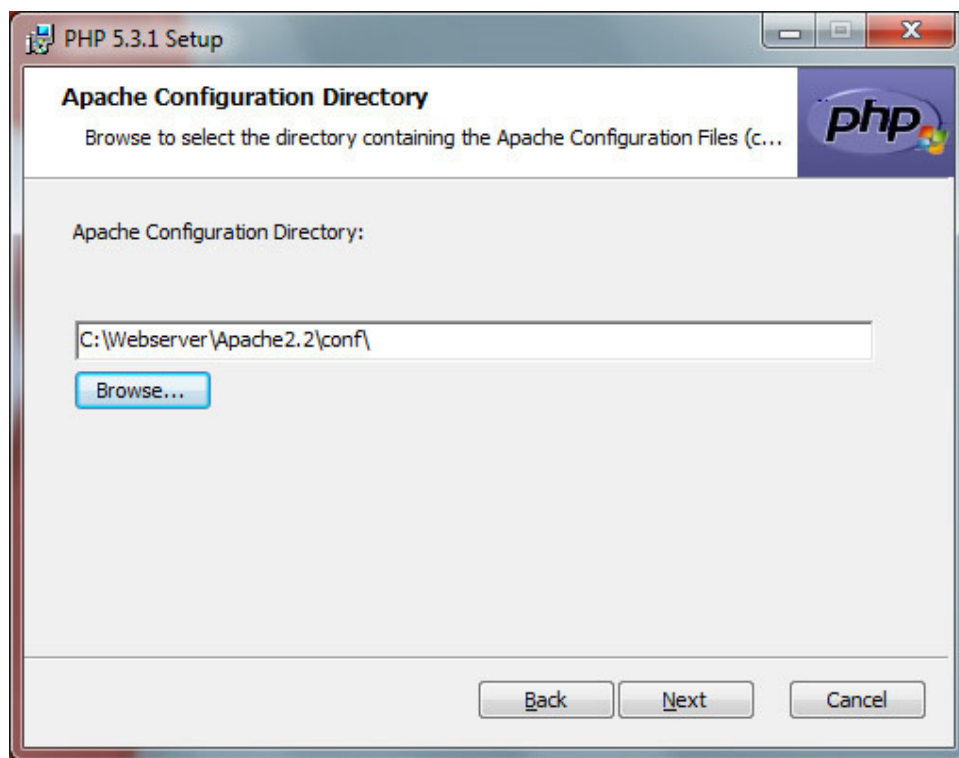 PHP 5.3.1 Setup
Apache Configuration Directory
Browse to select the directory containing the Apache Configuration Files (c...
php
Apache Configuration Directory:
C:\Webserver\Apache2.2\conf\
Browse...
Back Next Cancel